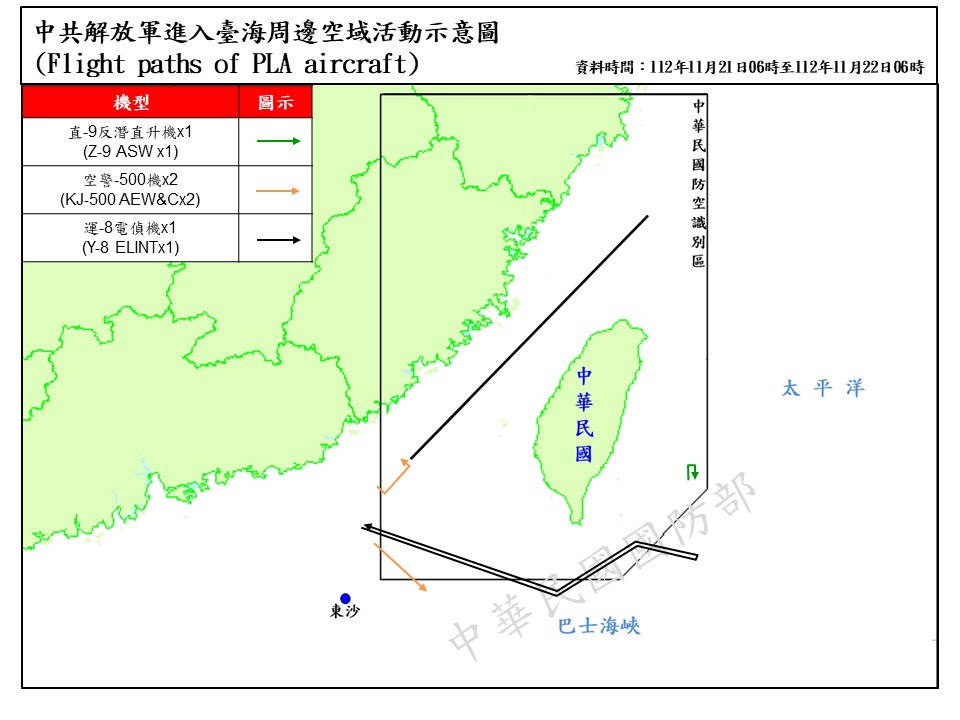 中共解放軍進入臺海周邊空域活動示意圖
(Flight paths of PLA aircraft)
資料時間：112年11月21日06時至112年11月22日06時
機型
圖示
直-9反潛直升機x1
(Z-9 ASW x1)
空警-500機x2
(KJ-500 AEW&Cx2)
運-8電偵機x1
(Y-8 ELINTx1)
中華民國防空識別區
中華民國
太平洋
東沙
巴士海峽
中華民國國防部